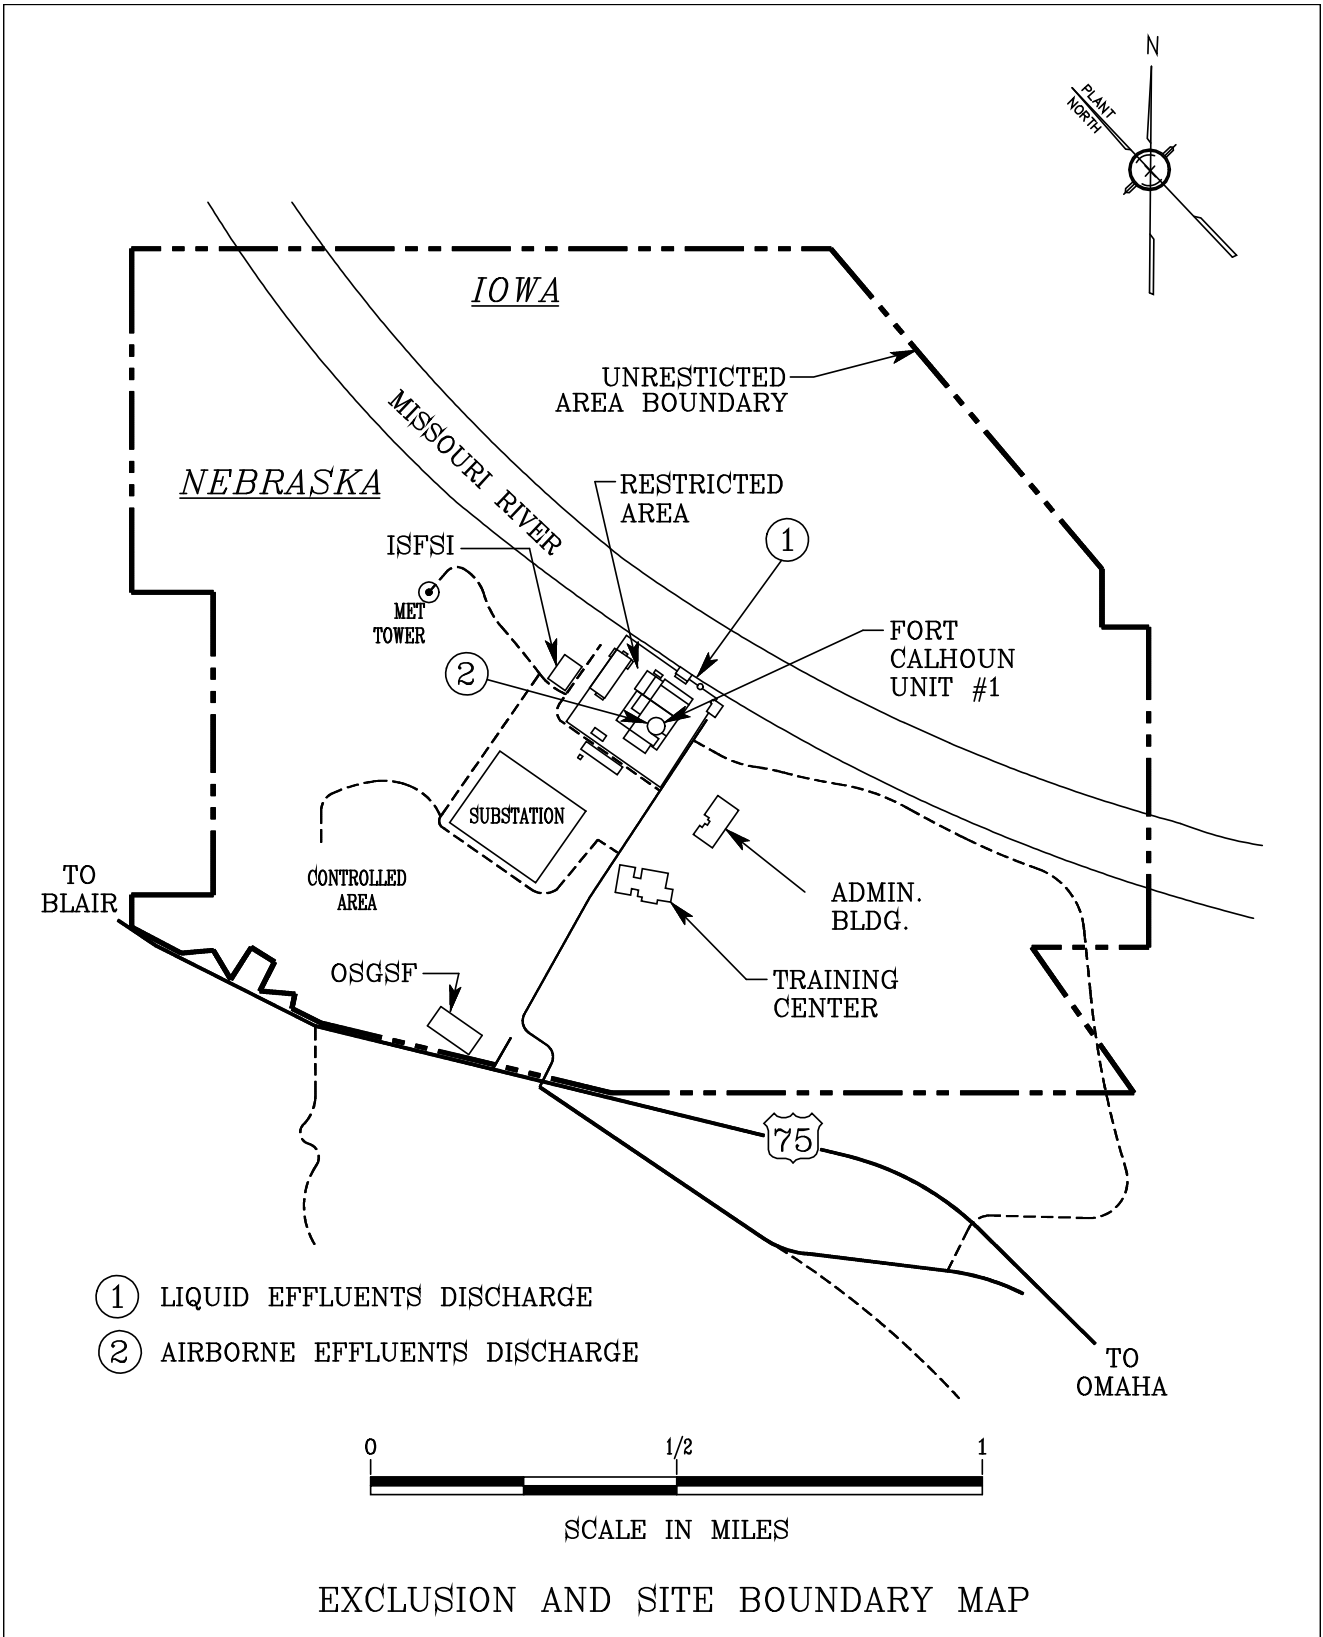 N
PLANT
NORTH
IOWA
UNRESTICTED
AREA BOUNDARY
MISSOURI RIVER
NEBRASKA
RESTRICTED
AREA
1
ISFSI
MET
TOWER
2
FORT
CALHOUN
UNIT #1
SUBSTATION
CONTROLLED
AREA
TO
BLAIR
ADMIN.
BLDG.
OSGSF
TRAINING
CENTER
75
1 LIQUID EFFLUENTS DISCHARGE
2 AIRBORNE EFFLUENTS DISCHARGE
TO
OMAHA
0 1/2 1
SCALE IN MILES
EXCLUSION AND SITE BOUNDARY MAP